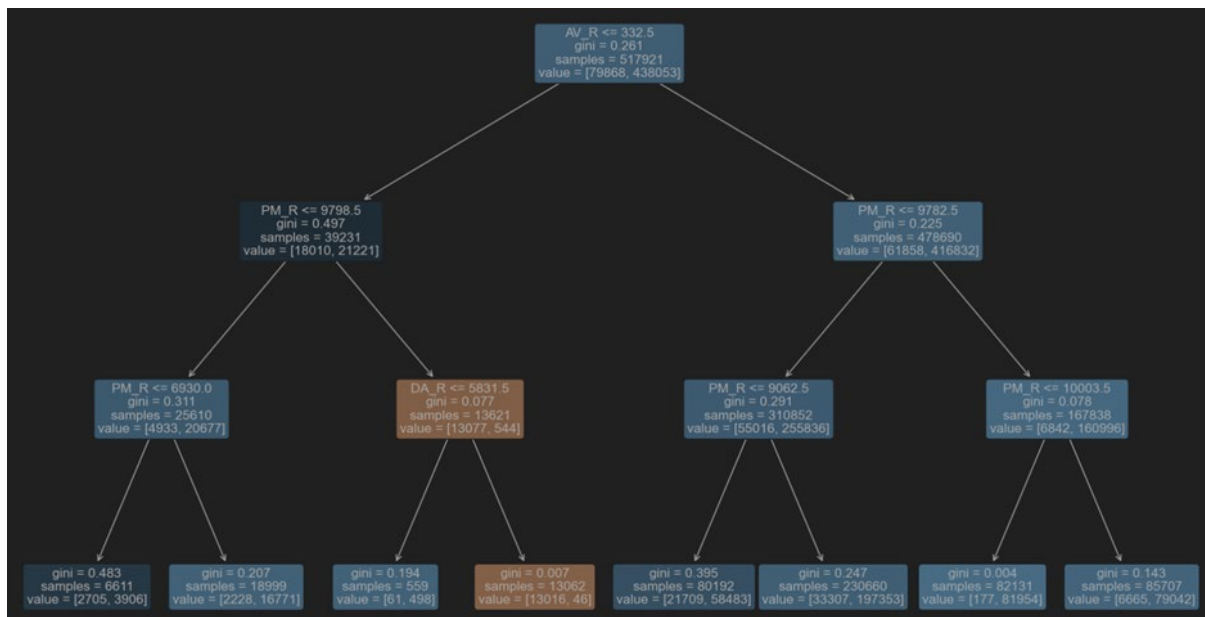 AV_R <= 332.5
gini = 0.261
samples = 517921
value = [79868, 438053]
PM_R <= 9798.5
gini = 0.497
samples = 39231
value = [18010, 21221]
PM_R <= 9782.5
gini = 0.225
samples = 478690
value = [61858, 416832]
PM_R <= 6930.0
gini = 0.311
samples = 25610
value = [4933, 20677]
DA_R <= 5831.5
gini = 0.077
samples = 13621
value = [13077, 544]
PM_R <= 9062.5
gini = 0.291
samples = 310852
value = [55016, 255836]
PM_R <= 10003.5
gini = 0.078
samples = 167838
value = [6842, 160996]
gini = 0.483
samples = 6611
value = [2705, 3906]
gini = 0.207
samples = 18999
value = [2228, 16771]
gini = 0.194
samples = 559
value = [61, 498]
gini = 0.007
samples = 13062
value = [13016, 46]
gini = 0.395
samples = 80192
value = [21709, 58483]
gini = 0.247
samples = 230660
value = [33307, 197353]
gini = 0.004
samples = 82131
value = [177, 81954]
gini = 0.143
samples = 85707
value = [6665, 79042]